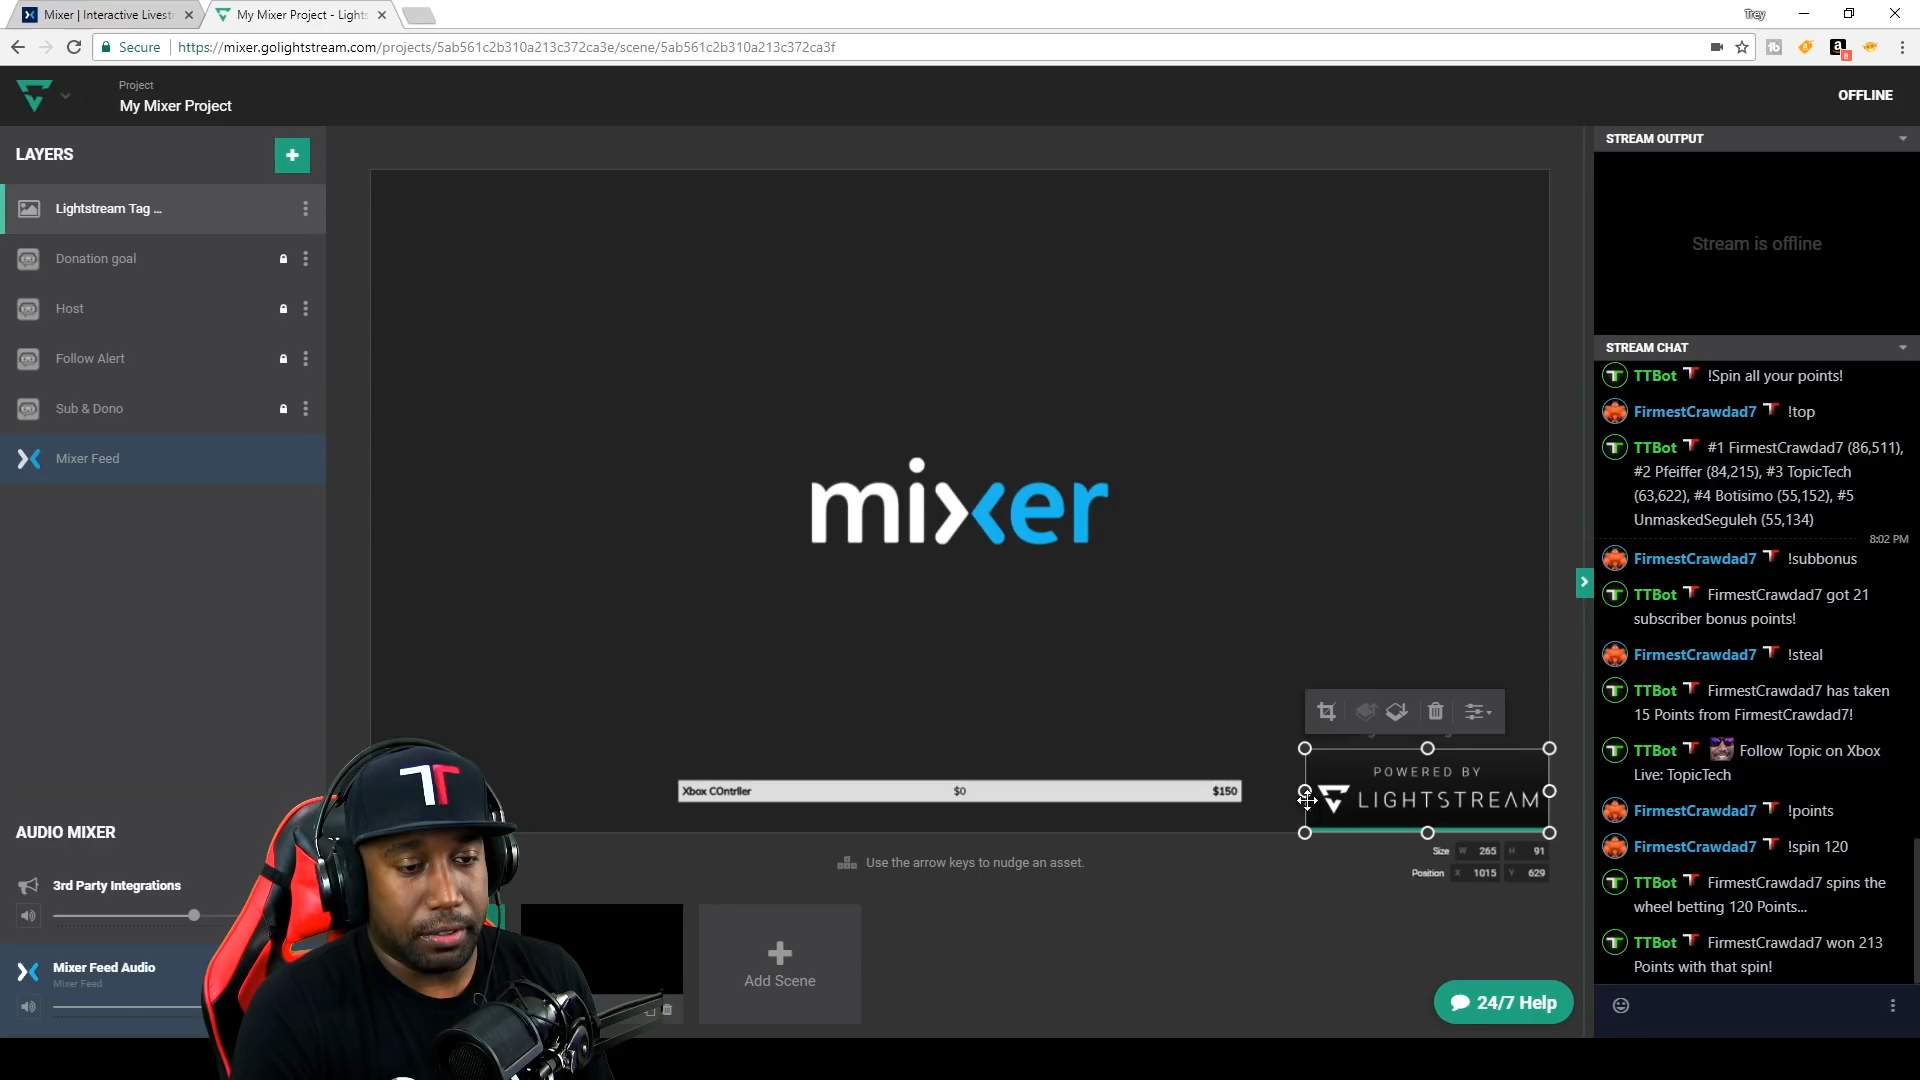 Mixer | Interactive Livest
My Mixer Project - Lights
Trey
Secure
https://mixer.golightstream.com/projects/5ab561c2b310a213c372ca3e/scene/5ab561c2b310a213c372ca3f
Project
My Mixer Project
OFFLINE
LAYERS
Lightstream Tag ...
Donation goal
Host
Follow Alert
Sub & Dono
Mixer Feed
mixer
Xbox COntrller $0 $150
POWERED BY
LIGHTSTREAM
Size W 265 H 91
Position X 1015 Y 629
Use the arrow keys to nudge an asset.
AUDIO MIXER
3rd Party Integrations
Mixer Feed Audio
Mixer Feed
TT
Add Scene
24/7 Help
STREAM OUTPUT
Stream is offline
STREAM CHAT
TTBot !Spin all your points!
FirmestCrawdad7 !top
TTBot #1 FirmestCrawdad7 (86,511),
#2 Pfeiffer (84,215), #3 TopicTech
(63,622), #4 Botisimo (55,152), #5
UnmaskedSeguleh (55,134)
8:02 PM
FirmestCrawdad7 !subbonus
TTBot FirmestCrawdad7 got 21
subscriber bonus points!
FirmestCrawdad7 !steal
TTBot FirmestCrawdad7 has taken
15 Points from FirmestCrawdad7!
TTBot Follow Topic on Xbox
Live: TopicTech
FirmestCrawdad7 !points
FirmestCrawdad7 !spin 120
TTBot FirmestCrawdad7 spins the
wheel betting 120 Points...
TTBot FirmestCrawdad7 won 213
Points with that spin!